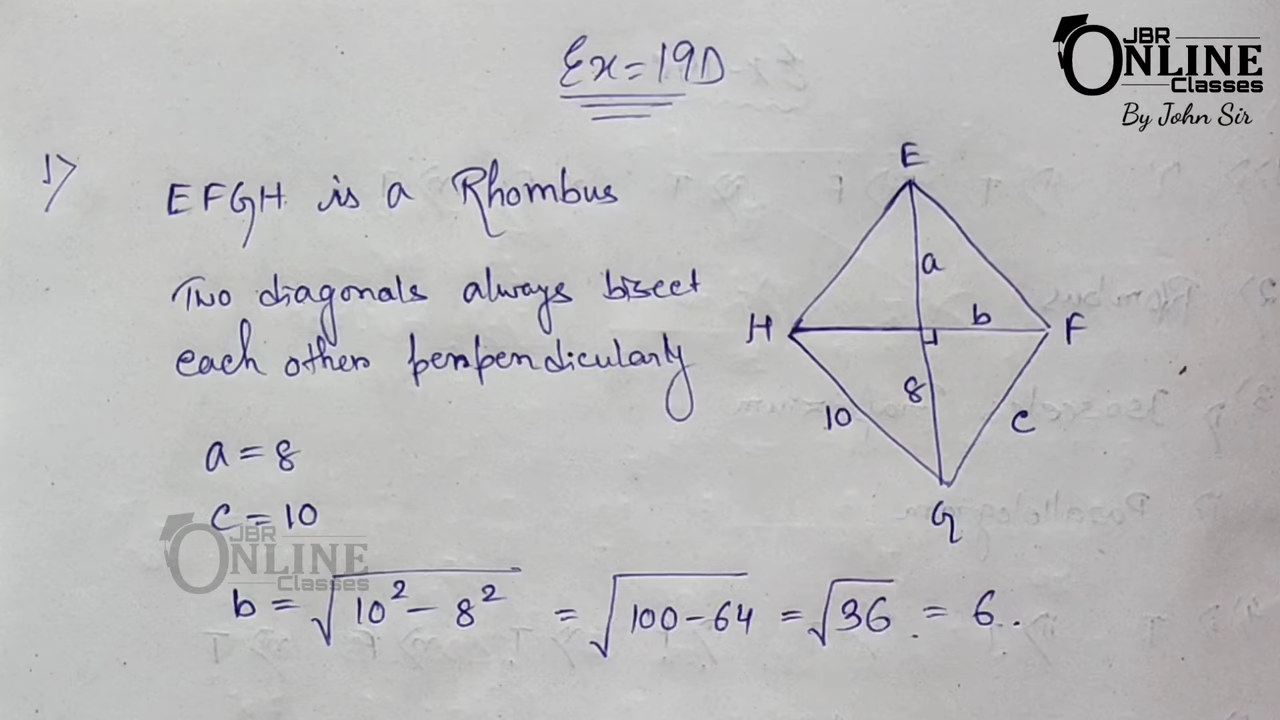 Ex=19D
JBR
ONLINE
Classes
By John Sir
1)
EFGH is a Rhombus
Two diagonals always bisect
each other perpendicularly
a = 8
c = 10
b = √10² - 8² = √100-64 = √36 = 6.
E
a
H
b
F
8
10
C
G
JBR
ONLINE
Classes